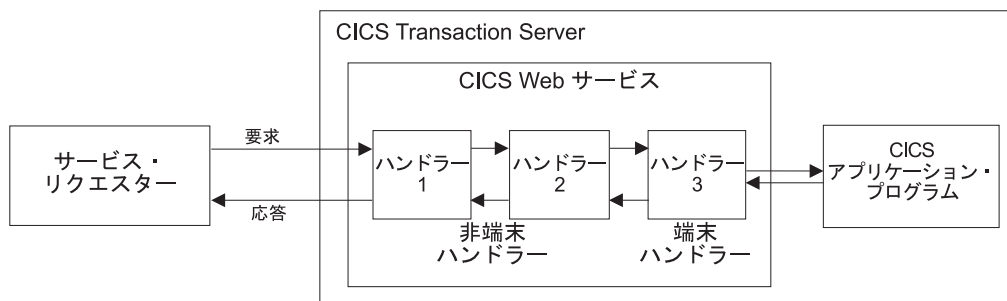 CICS Transaction Server
CICS Web サービス
サービス・
リクエスター
要求
応答
ハンドラー
1
ハンドラー
2
ハンドラー
3
非端末
ハンドラー
端末
ハンドラー
CICS
アプリケーション・
プログラム